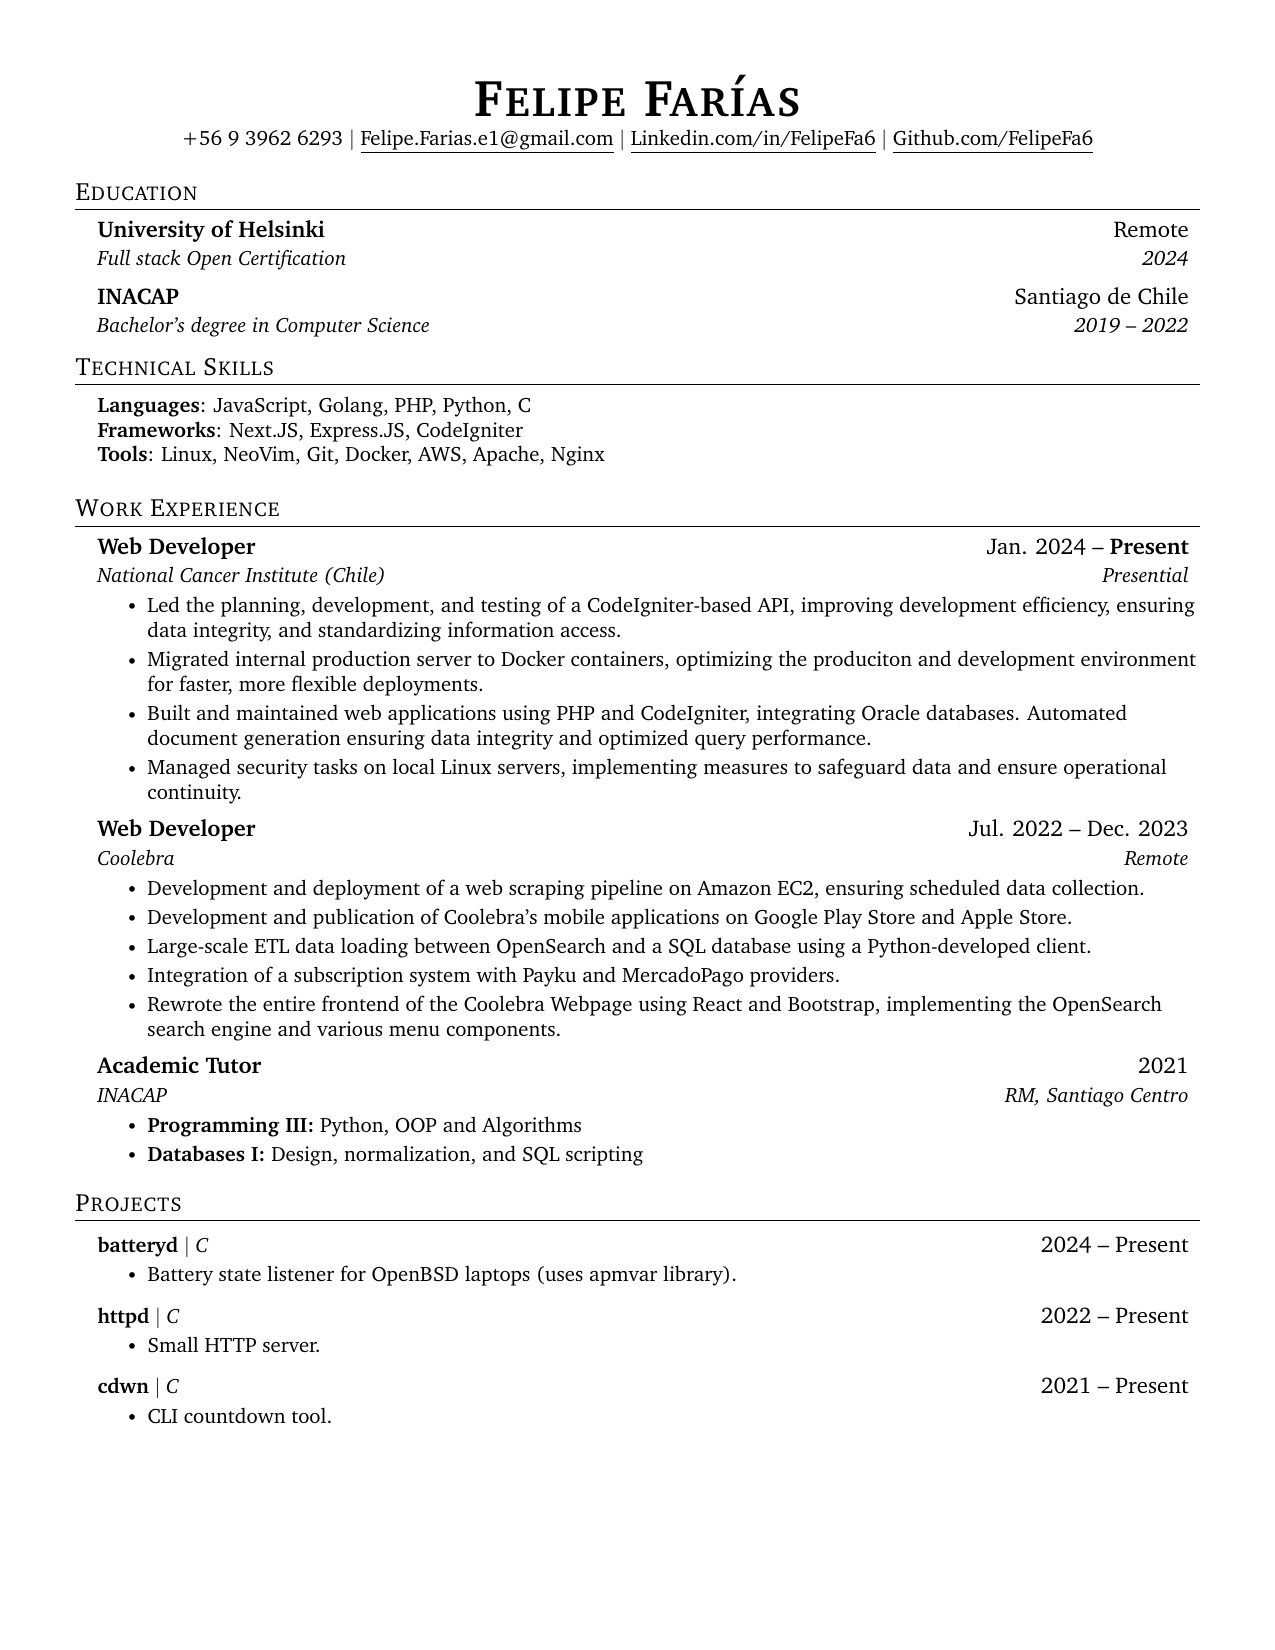 Felipe Farías
+56 9 3962 6293 | Felipe.Farias.e1@gmail.com | Linkedin.com/in/FelipeFa6 | Github.com/FelipeFa6
Education
University of Helsinki Remote
Full stack Open Certification 2024
INACAP Santiago de Chile
Bachelor's degree in Computer Science 2019 – 2022
Technical Skills
Languages: JavaScript, Golang, PHP, Python, C
Frameworks: Next.JS, Express.JS, CodeIgniter
Tools: Linux, NeoVim, Git, Docker, AWS, Apache, Nginx
Work Experience
Web Developer Jan. 2024 – Present
National Cancer Institute (Chile) Presential
• Led the planning, development, and testing of a CodeIgniter-based API, improving development efficiency, ensuring
data integrity, and standardizing information access.
• Migrated internal production server to Docker containers, optimizing the produciton and development environment
for faster, more flexible deployments.
• Built and maintained web applications using PHP and CodeIgniter, integrating Oracle databases. Automated
document generation ensuring data integrity and optimized query performance.
• Managed security tasks on local Linux servers, implementing measures to safeguard data and ensure operational
continuity.
Web Developer Jul. 2022 – Dec. 2023
Coolebra Remote
• Development and deployment of a web scraping pipeline on Amazon EC2, ensuring scheduled data collection.
• Development and publication of Coolebra's mobile applications on Google Play Store and Apple Store.
• Large-scale ETL data loading between OpenSearch and a SQL database using a Python-developed client.
• Integration of a subscription system with Payku and MercadoPago providers.
• Rewrote the entire frontend of the Coolebra Webpage using React and Bootstrap, implementing the OpenSearch
search engine and various menu components.
Academic Tutor 2021
INACAP RM, Santiago Centro
• Programming III: Python, OOP and Algorithms
• Databases I: Design, normalization, and SQL scripting
Projects
batteryd | C 2024 – Present
• Battery state listener for OpenBSD laptops (uses apmvar library).
httpd | C 2022 – Present
• Small HTTP server.
cdwn | C 2021 – Present
• CLI countdown tool.